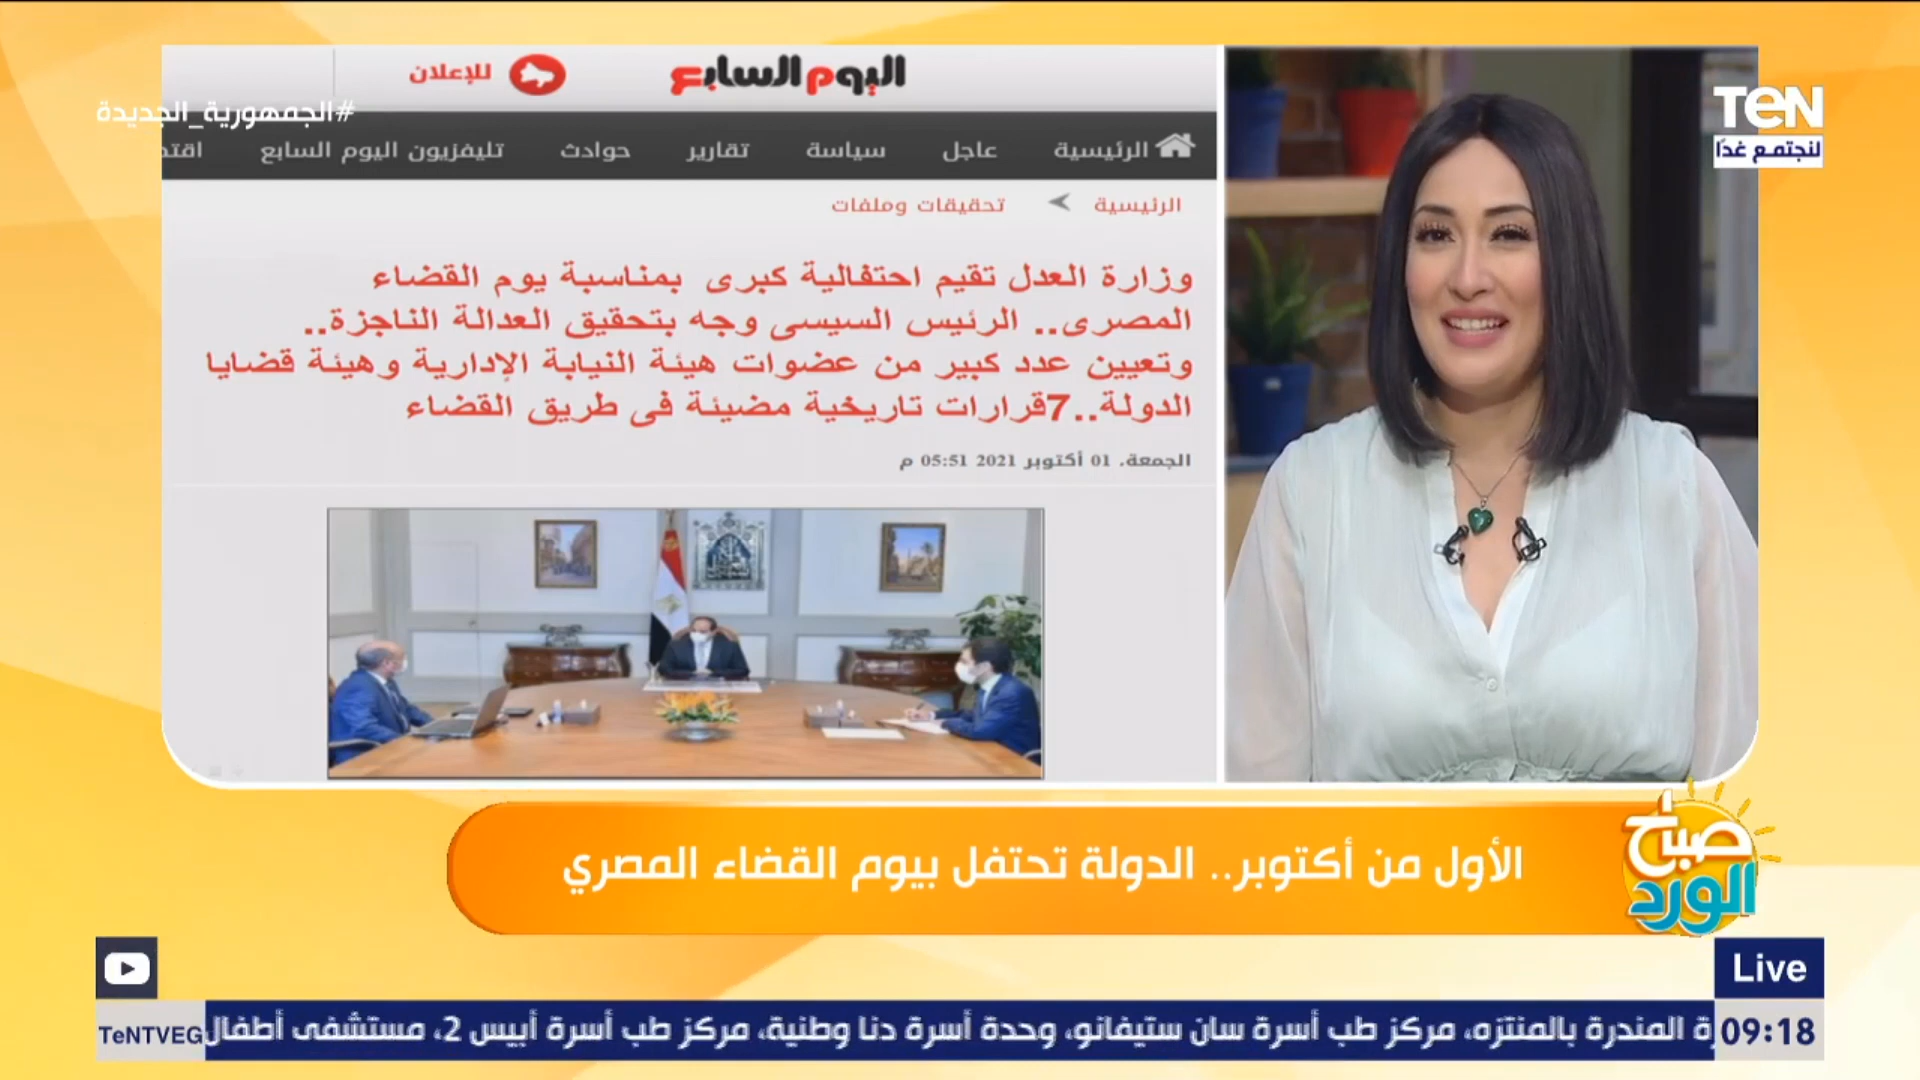 اليوم السابع
للإعلان
#الجمهورية_الجديدة
TeN
لنجتمع غدًا
الرئيسية عاجل سياسة تقارير حوادث تليفزيون اليوم السابع
الرئيسية تحقيقات وملفات
وزارة العدل تقيم احتفالية كبرى بمناسبة يوم القضاء
المصرى.. الرئيس السيسى وجه بتحقيق العدالة الناجزة..
وتعيين عدد كبير من عضوات هيئة النيابة الإدارية وهيئة قضايا
الدولة..7قرارات تاريخية مضيئة فى طريق القضاء
الجمعة، 01 أكتوبر 2021 05:51 م
الأول من أكتوبر.. الدولة تحتفل بيوم القضاء المصري
صباح
الورد
Live
المندرة بالمنتزه، مركز طب أسرة سان ستيفانو، وحدة أسرة دنا وطنية، مركز طب أسرة أبيس 2، مستشفى أطفال
TeNTVEG
09:18